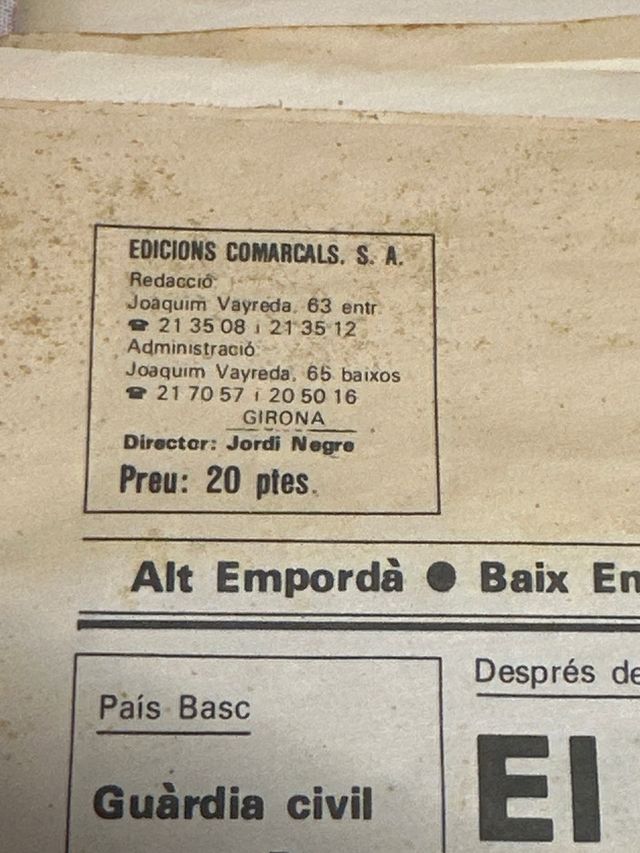 EDICIONS COMARCALS, S. A.
Redacció
Joaquim Vayreda, 63 entr.
☎ 21 35 08 i 21 35 12
Administració
Joaquim Vayreda, 65 baixos
☎ 21 70 57 i 20 50 16
GIRONA
Director: Jordi Negre
Preu: 20 ptes.
Alt Empordà ● Baix Em
País Basc
Guàrdia civil
Després de
El